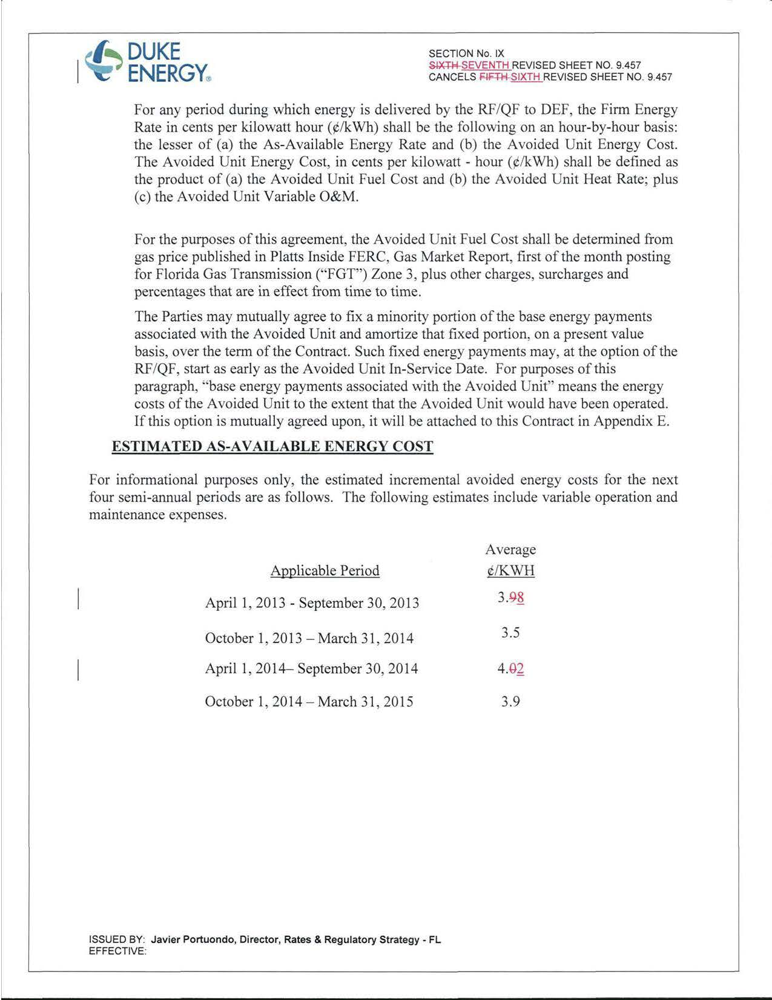 DUKE
ENERGY®
SECTION No. IX
SIXTH SEVENTH REVISED SHEET NO. 9.457
CANCELS FIFTH SIXTH REVISED SHEET NO. 9.457
For any period during which energy is delivered by the RF/QF to DEF, the Firm Energy
Rate in cents per kilowatt hour (¢/kWh) shall be the following on an hour-by-hour basis:
the lesser of (a) the As-Available Energy Rate and (b) the Avoided Unit Energy Cost.
The Avoided Unit Energy Cost, in cents per kilowatt - hour (¢/kWh) shall be defined as
the product of (a) the Avoided Unit Fuel Cost and (b) the Avoided Unit Heat Rate; plus
(c) the Avoided Unit Variable O&M.
For the purposes of this agreement, the Avoided Unit Fuel Cost shall be determined from
gas price published in Platts Inside FERC, Gas Market Report, first of the month posting
for Florida Gas Transmission (“FGT”) Zone 3, plus other charges, surcharges and
percentages that are in effect from time to time.
The Parties may mutually agree to fix a minority portion of the base energy payments
associated with the Avoided Unit and amortize that fixed portion, on a present value
basis, over the term of the Contract. Such fixed energy payments may, at the option of the
RF/QF, start as early as the Avoided Unit In-Service Date. For purposes of this
paragraph, “base energy payments associated with the Avoided Unit” means the energy
costs of the Avoided Unit to the extent that the Avoided Unit would have been operated.
If this option is mutually agreed upon, it will be attached to this Contract in Appendix E.
ESTIMATED AS-AVAILABLE ENERGY COST
For informational purposes only, the estimated incremental avoided energy costs for the next
four semi-annual periods are as follows. The following estimates include variable operation and
maintenance expenses.
Average
Applicable Period ¢/KWH
April 1, 2013 - September 30, 2013 3.98
October 1, 2013 – March 31, 2014 3.5
April 1, 2014– September 30, 2014 4.02
October 1, 2014 – March 31, 2015 3.9
ISSUED BY: Javier Portuondo, Director, Rates & Regulatory Strategy - FL
EFFECTIVE: